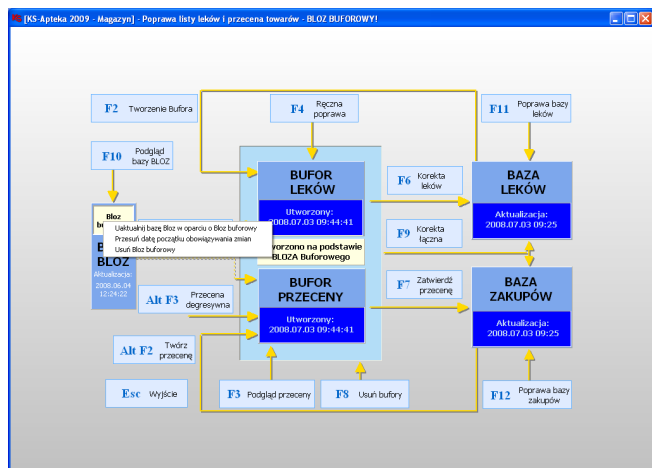 [KS-Apteka 2009 - Magazyn] - Poprawa listy leków i przecena towarów - BLOZ BUFOROWY!
F2 Tworzenie Bufora
F4 Ręczna
poprawa
F11 Poprawa bazy
leków
F10 Podgląd
bazy BLOZ
BUFOR
LEKÓW
Utworzony:
2008.07.03 09:44:41
F6 Korekta
leków
BAZA
LEKÓW
Aktualizacja:
2008.07.03 09:25
Bloz
Uaktualnij bazę Bloz w oparciu o Bloz buforowy
Przesuń datę początku obowiązywania zmian
Usuń Bloz buforowy
BLOZ
Aktualizacja:
2008.06.04
12:24:22
tworzono na podstawie
BLOZA Buforowego
F9 Korekta
łączna
BUFOR
PRZECENY
Utworzony:
2008.07.03 09:44:41
F7 Zatwierdź
przecenę
BAZA
ZAKUPÓW
Aktualizacja:
2008.07.03 09:25
Alt F3 Przecena
degresywna
Alt F2 Twórz
przecenę
Esc Wyjście
F3 Podgląd przeceny
F8 Usuń bufory
F12 Poprawa bazy
zakupów